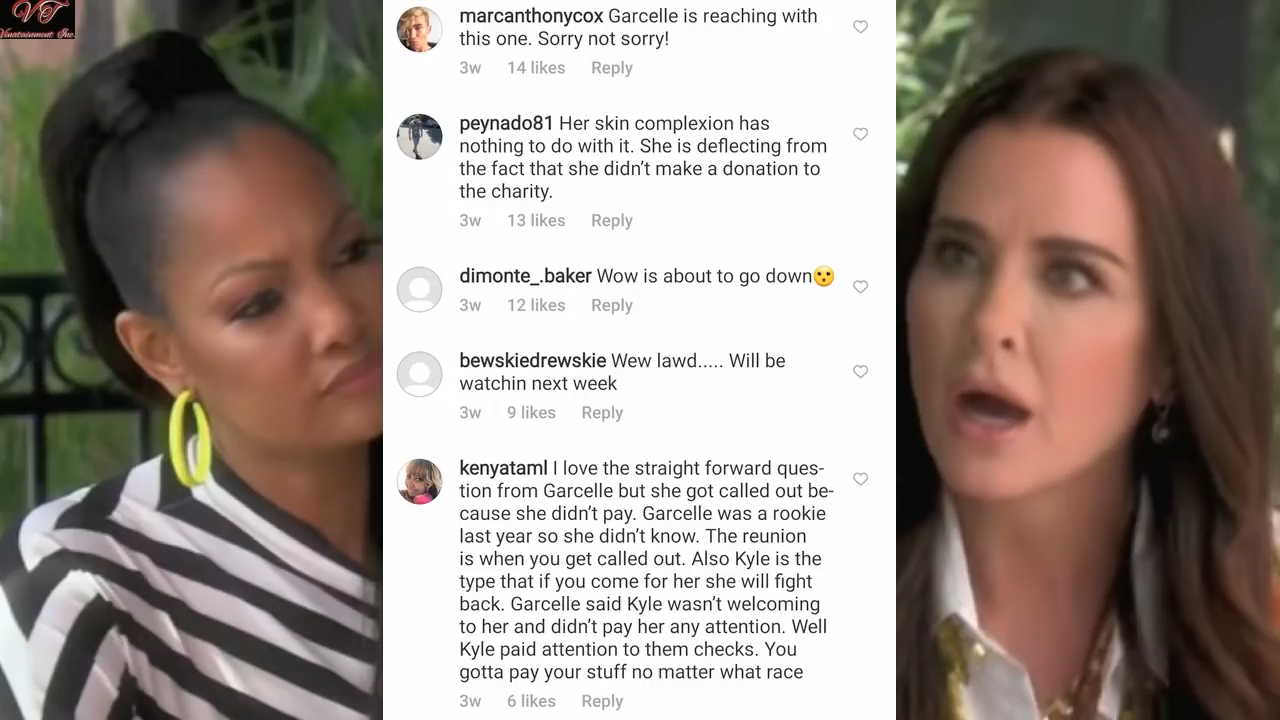 VT
Vinatainment Inc.
marcanthonycox Garcelle is reaching with
this one. Sorry not sorry!
3w 14 likes Reply
peynado81 Her skin complexion has
nothing to do with it. She is deflecting from
the fact that she didn’t make a donation to
the charity.
3w 13 likes Reply
dimonte_.baker Wow is about to go down😯
3w 12 likes Reply
bewskiedrewskie Wew lawd..... Will be
watchin next week
3w 9 likes Reply
kenyataml I love the straight forward ques-
tion from Garcelle but she got called out be-
cause she didn’t pay. Garcelle was a rookie
last year so she didn’t know. The reunion
is when you get called out. Also Kyle is the
type that if you come for her she will fight
back. Garcelle said Kyle wasn’t welcoming
to her and didn’t pay her any attention. Well
Kyle paid attention to them checks. You
gotta pay your stuff no matter what race
3w 6 likes Reply